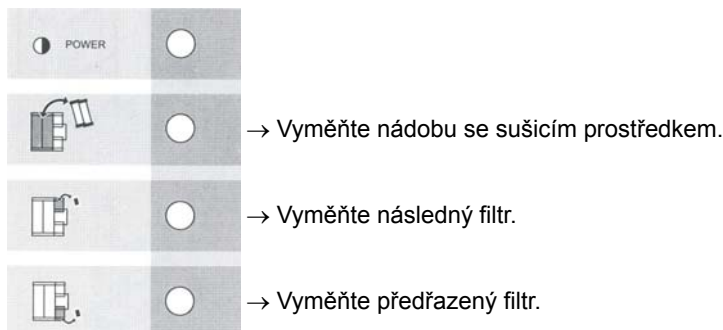 POWER
→ Vyměňte nádobu se sušicím prostředkem.
→ Vyměňte následný filtr.
→ Vyměňte předřazený filtr.